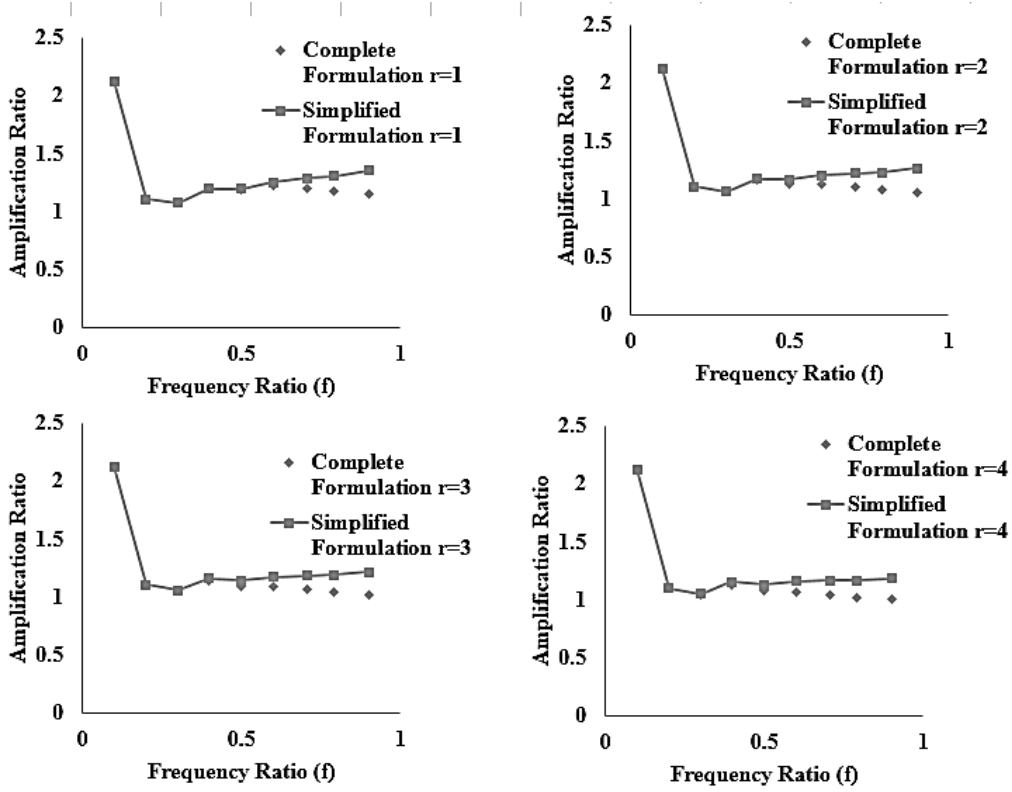 2.5
2
1.5
1
0.5
0
0
0.5
1
Amplification Ratio
Frequency Ratio (f)
Complete
Formulation r=1
Simplified
Formulation r=1
2.5
2
1.5
1
0.5
0
0
0.5
1
Amplification Ratio
Frequency Ratio (f)
Complete
Formulation r=2
Simplified
Formulation r=2
2.5
2
1.5
1
0.5
0
0
0.5
1
Amplification Ratio
Frequency Ratio (f)
Complete
Formulation r=3
Simplified
Formulation r=3
2.5
2
1.5
1
0.5
0
0
0.5
1
Amplification Ratio
Frequency Ratio (f)
Complete
Formulation r=4
Simplified
Formulation r=4